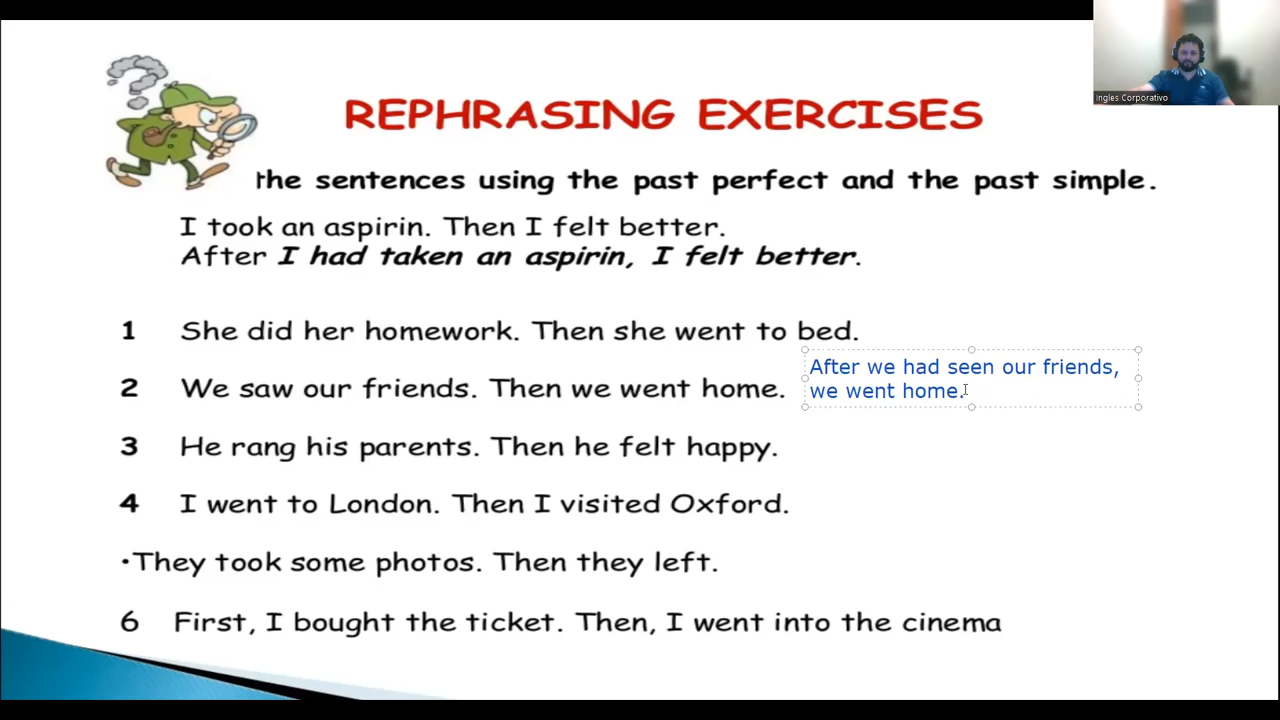 Ingles Corporativo
REPHRASING EXERCISES
the sentences using the past perfect and the past simple.
I took an aspirin. Then I felt better.
After I had taken an aspirin, I felt better.
1 She did her homework. Then she went to bed.
2 We saw our friends. Then we went home.
After we had seen our friends,
we went home.
3 He rang his parents. Then he felt happy.
4 I went to London. Then I visited Oxford.
•They took some photos. Then they left.
6 First, I bought the ticket. Then, I went into the cinema